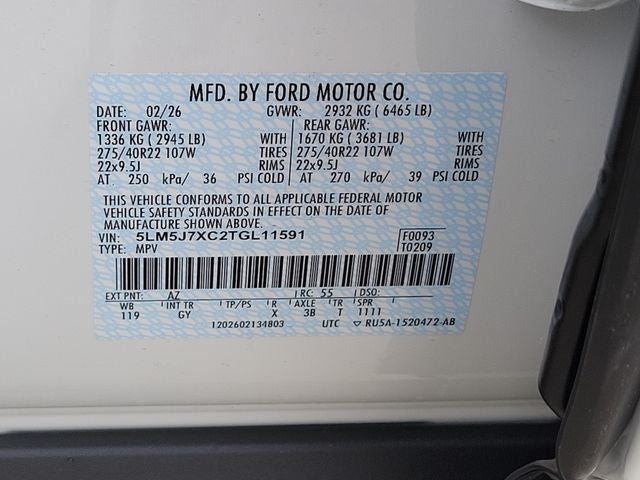 MFD. BY FORD MOTOR CO.
DATE: 02/26 GVWR: 2932 KG ( 6465 LB)
FRONT GAWR: REAR GAWR:
1336 KG ( 2945 LB) WITH 1670 KG ( 3681 LB) WITH
275/40R22 107W TIRES 275/40R22 107W TIRES
22x9.5J RIMS 22x9.5J RIMS
AT 250 kPa/ 36 PSI COLD AT 270 kPa/ 39 PSI COLD
THIS VEHICLE CONFORMS TO ALL APPLICABLE FEDERAL MOTOR
VEHICLE SAFETY STANDARDS IN EFFECT ON THE DATE OF
MANUFACTURE SHOWN ABOVE.
VIN: 5LM5J7XC2TGL11591 F0093
TYPE: MPV T0209
EXT PNT: AZ RC: 55 DSO:
WB INT TR TP/PS R AXLE TR SPR
119 GY X 3B T 1111
1202602134803 UTC ▽ RU5A-1520472-AB